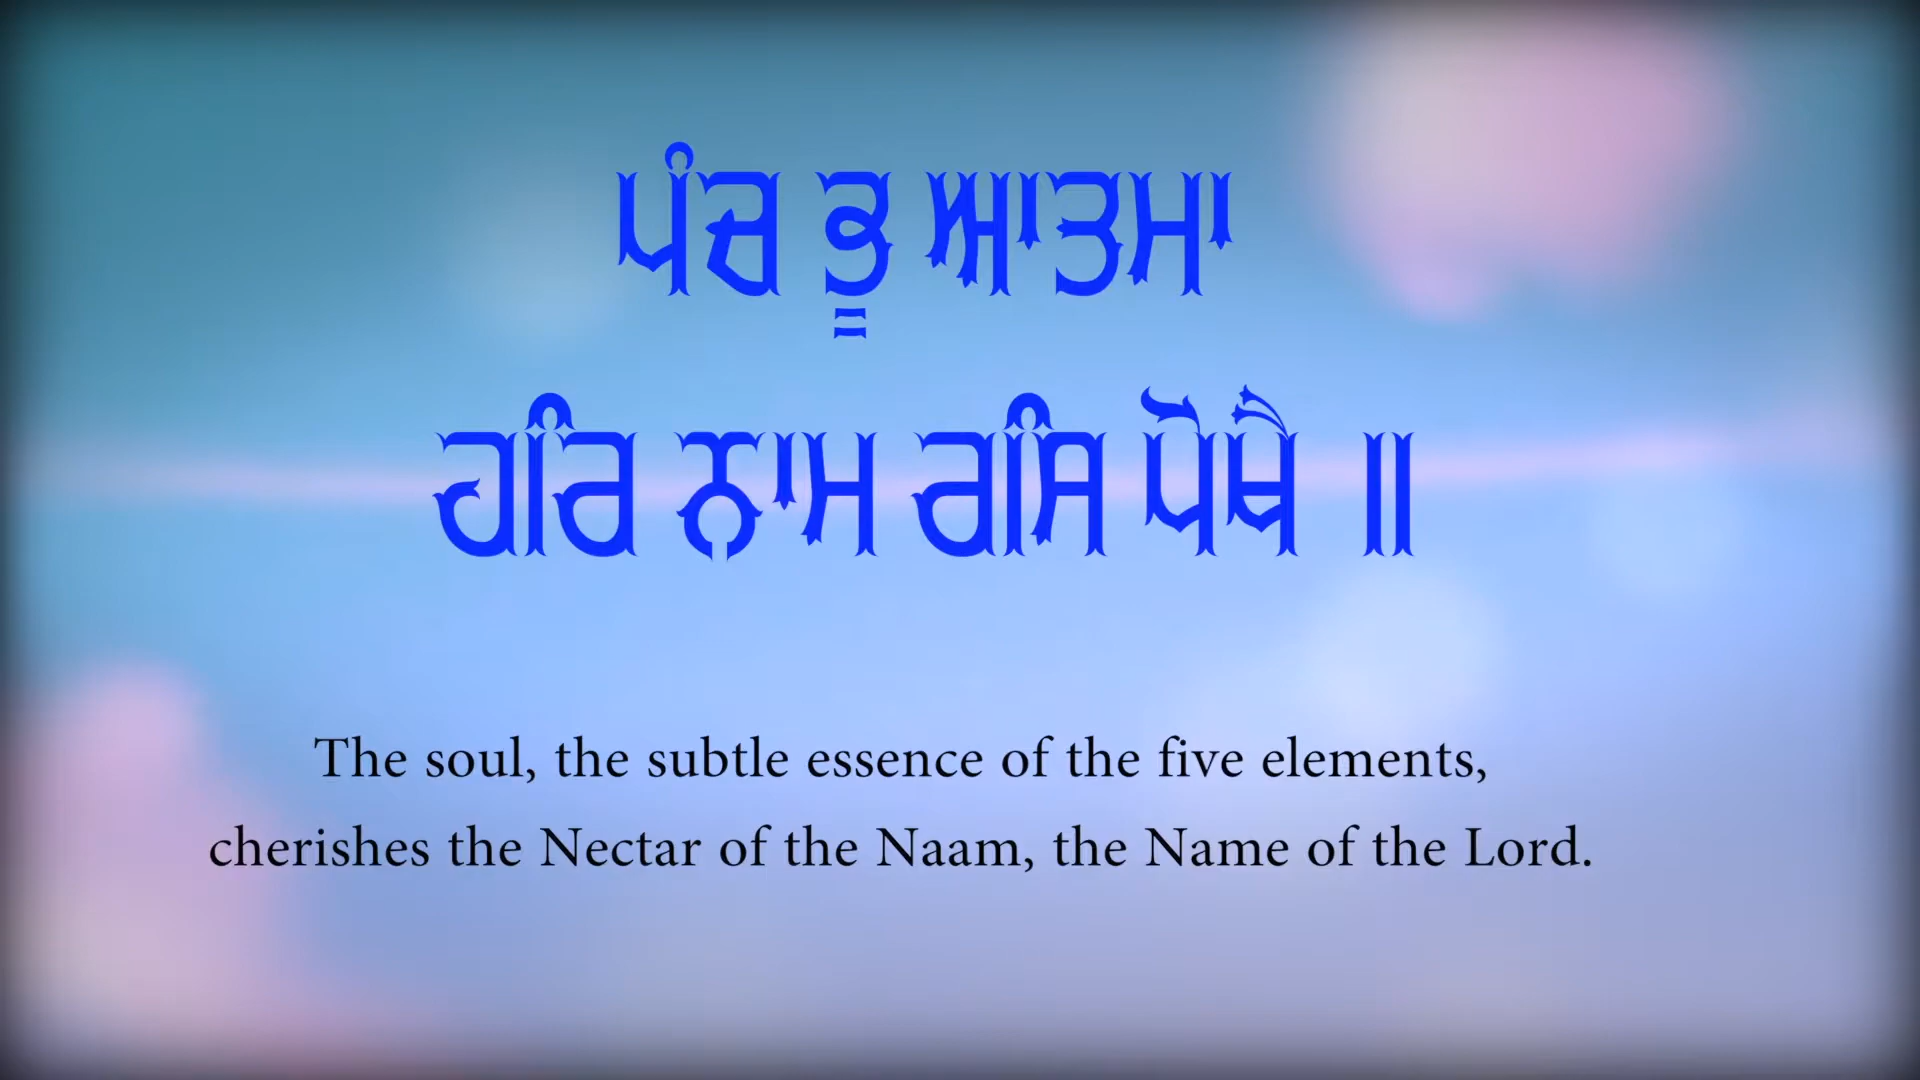 ਪੰਚ ਭੂ ਆਤਮਾ
ਹਰਿ ਨਾਮ ਰਸਿ ਪੋਖੈ ॥
The soul, the subtle essence of the five elements,
cherishes the Nectar of the Naam, the Name of the Lord.